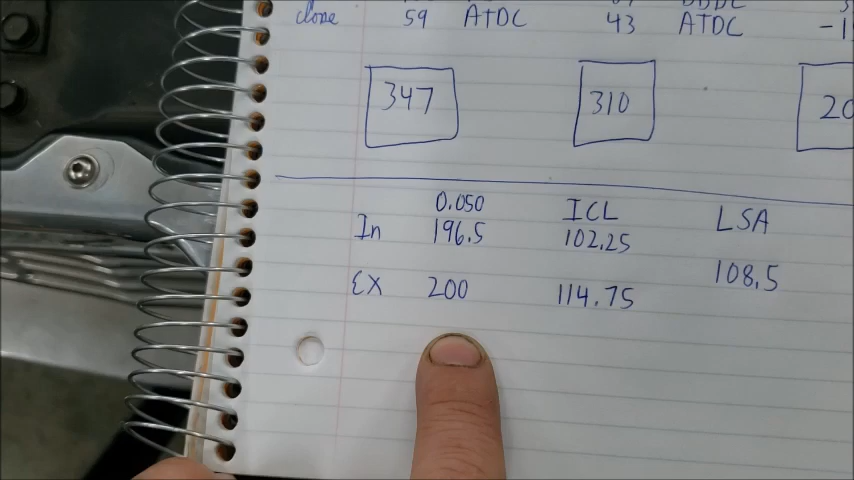 close 59 ATDC 43 ATDC
347 310
0.050 ICL LSA
In 196.5 102.25
108.5
EX 200 114.75